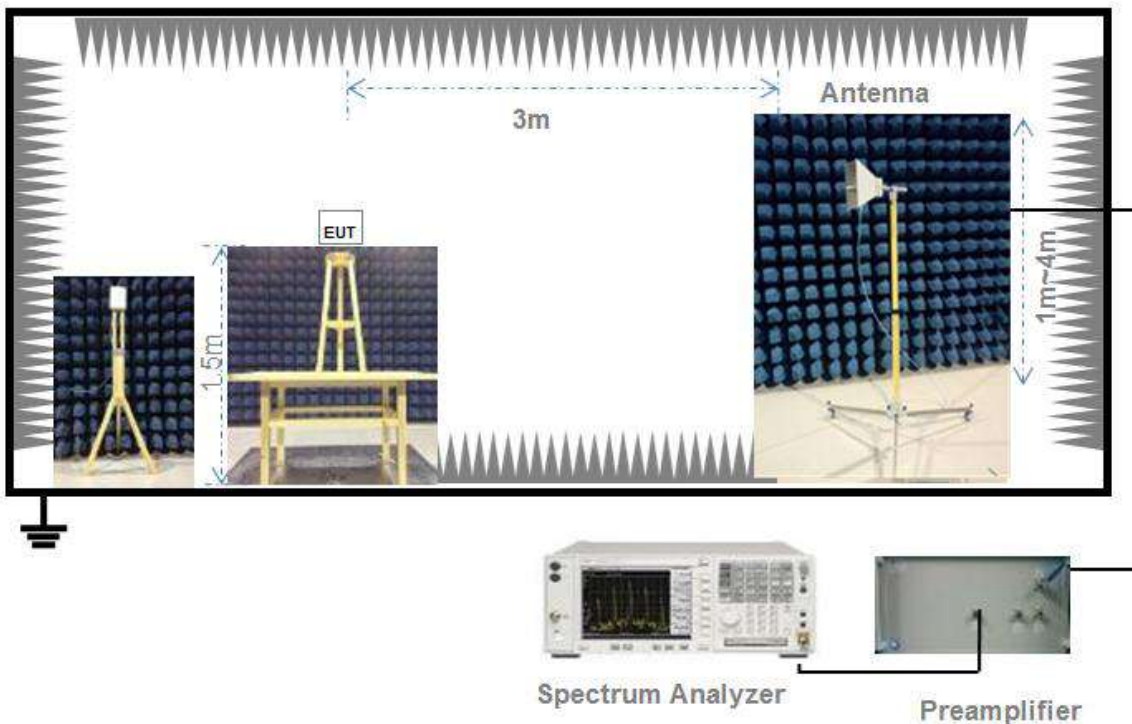 Antenna
3m
EUT
1.5m
1m~4m
Spectrum Analyzer
Preamplifier